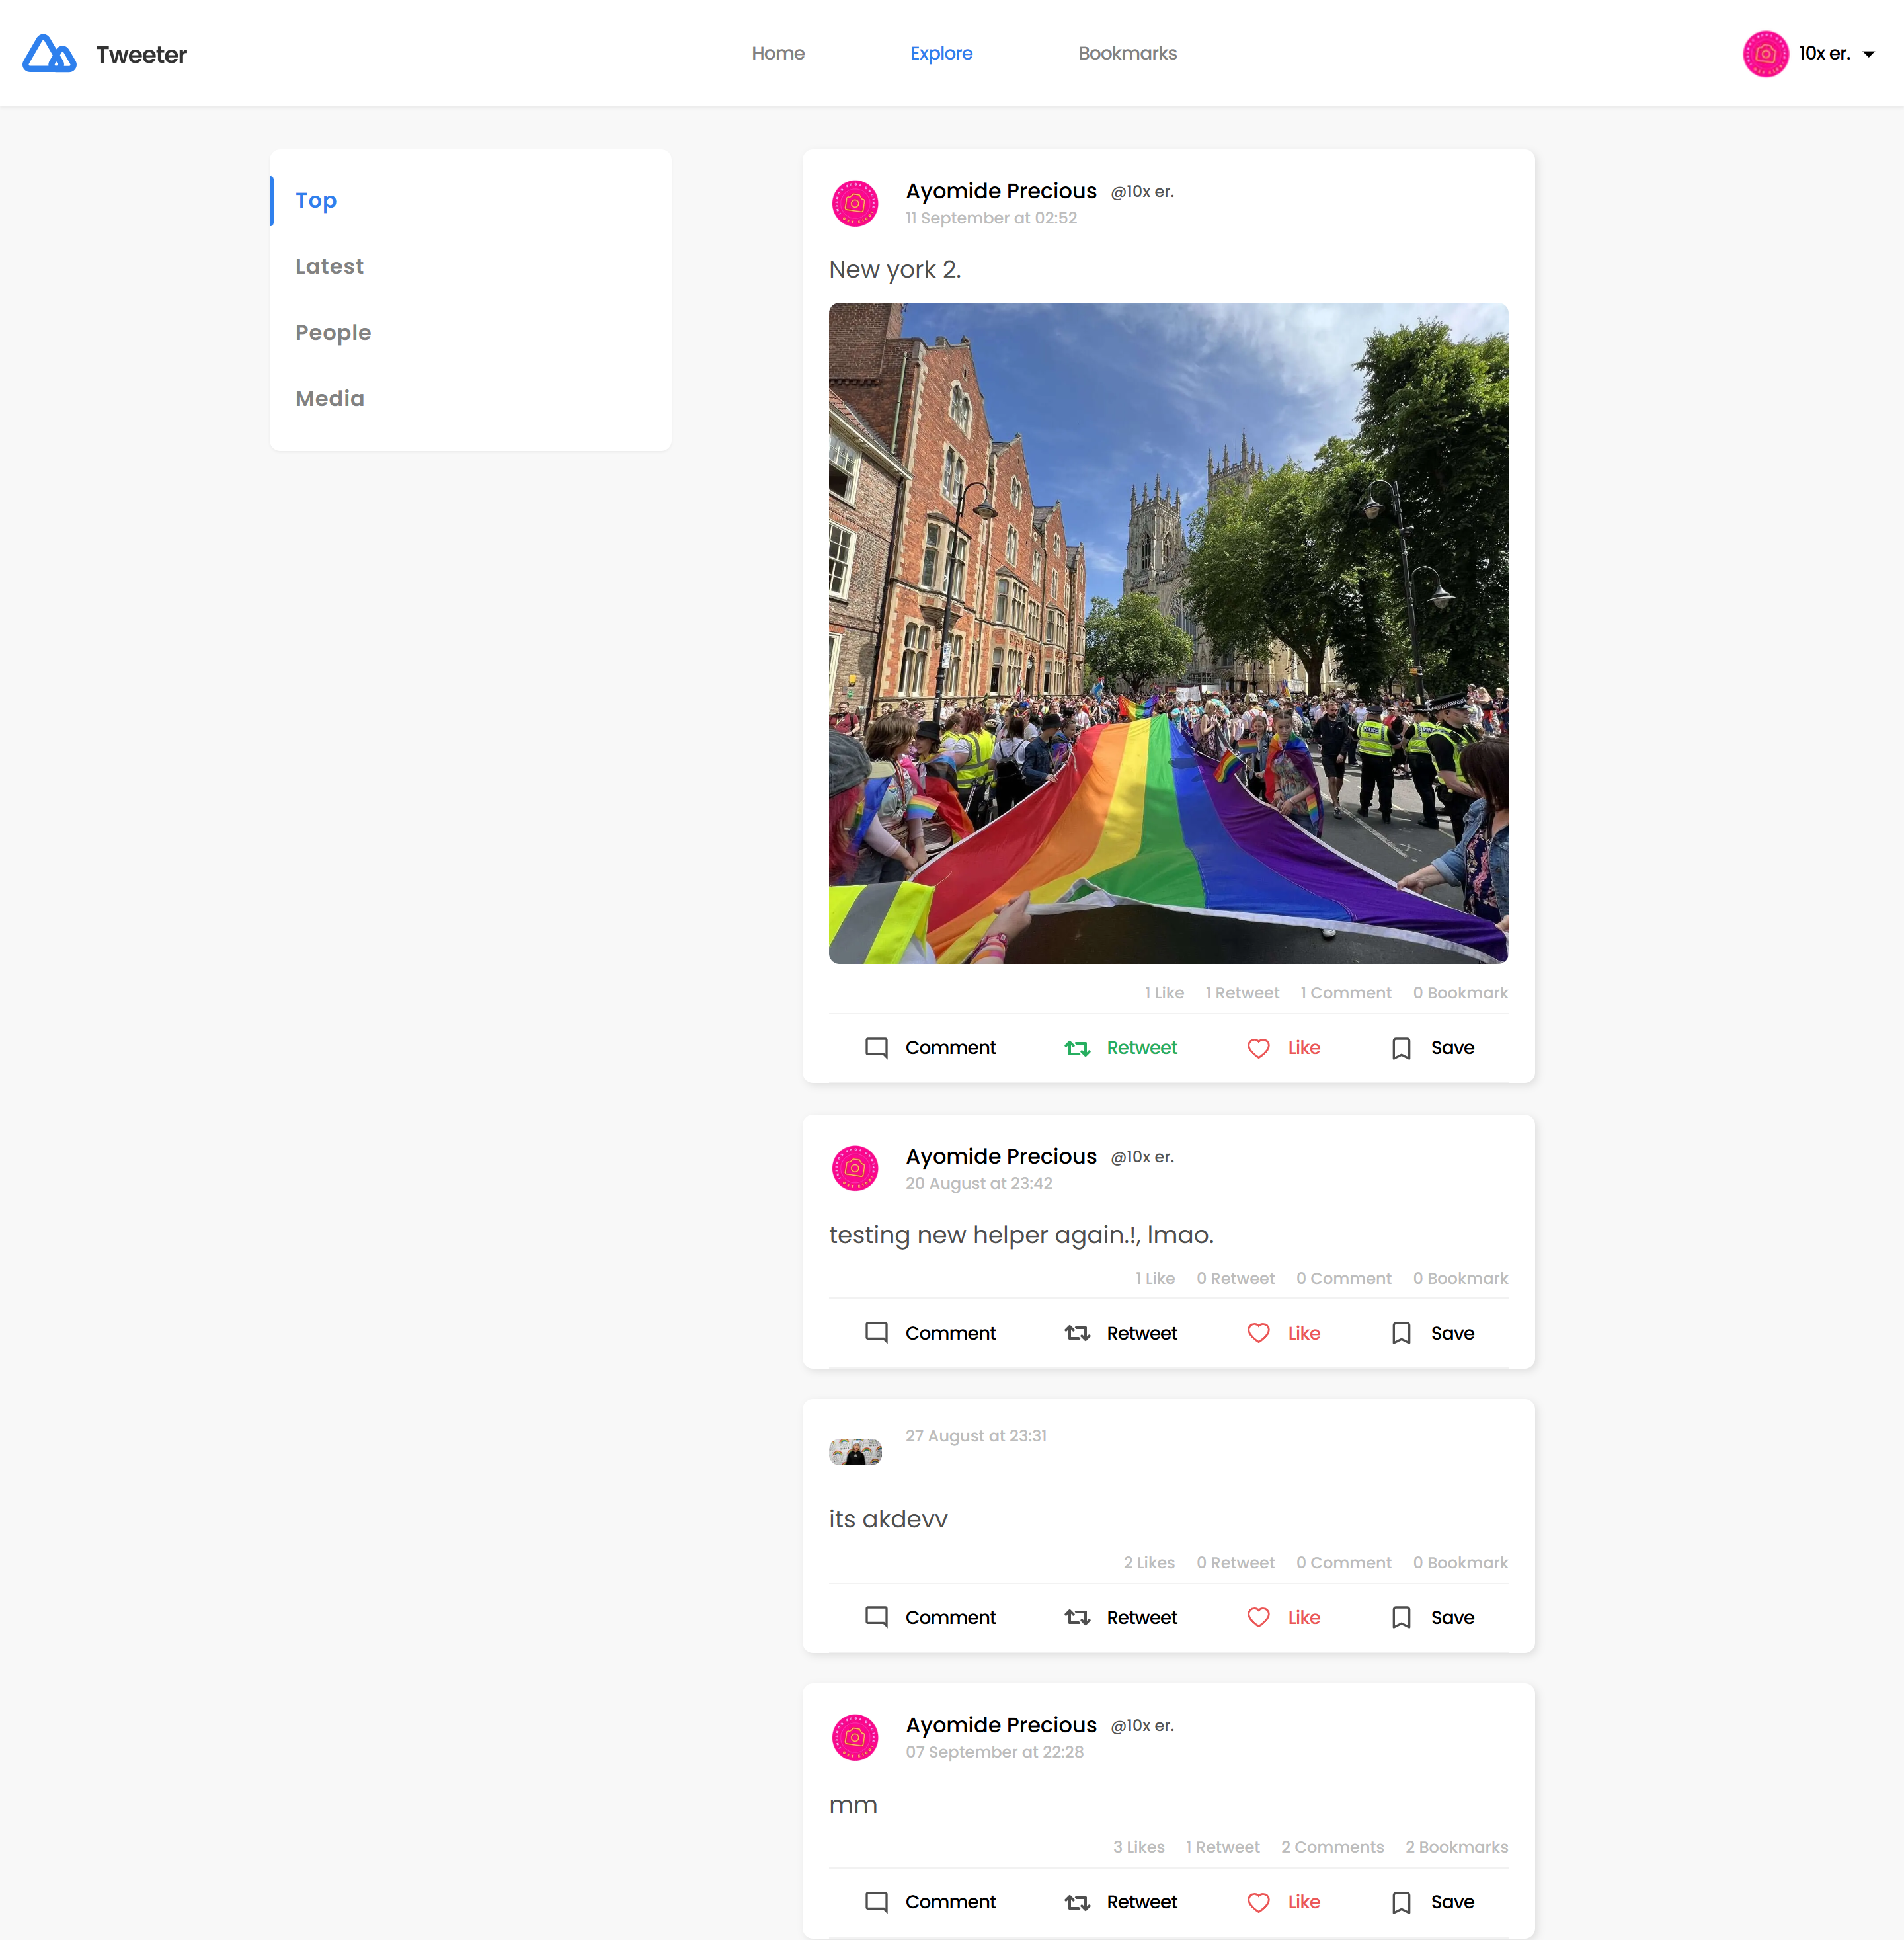 Tweeter
Home Explore Bookmarks
10x er.
Top
Latest
People
Media
Ayomide Precious @10x er.
11 September at 02:52
New york 2.
POLICE
1 Like 1 Retweet 1 Comment 0 Bookmark
Comment Retweet Like Save
Ayomide Precious @10x er.
20 August at 23:42
testing new helper again.!, lmao.
1 Like 0 Retweet 0 Comment 0 Bookmark
Comment Retweet Like Save
27 August at 23:31
its akdevv
2 Likes 0 Retweet 0 Comment 0 Bookmark
Comment Retweet Like Save
Ayomide Precious @10x er.
07 September at 22:28
mm
3 Likes 1 Retweet 2 Comments 2 Bookmarks
Comment Retweet Like Save